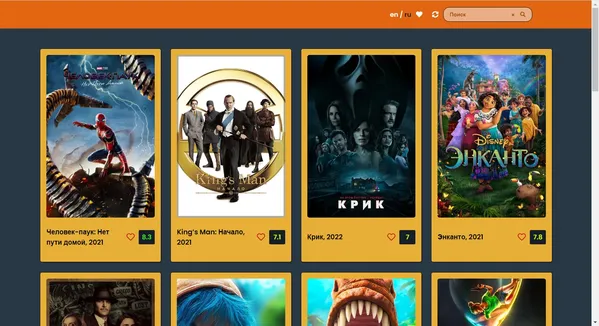 en / ru
Поиск
ЧЕЛОВЕК-ПАУК
King's Man
НАЧАЛО
КРИК
Disney
ЭНКАНТО
Человек-паук: Нет
пути домой, 2021
8.3
King's Man: Начало,
2021
7.1
Крик, 2022
7
Энканто, 2021
7.8